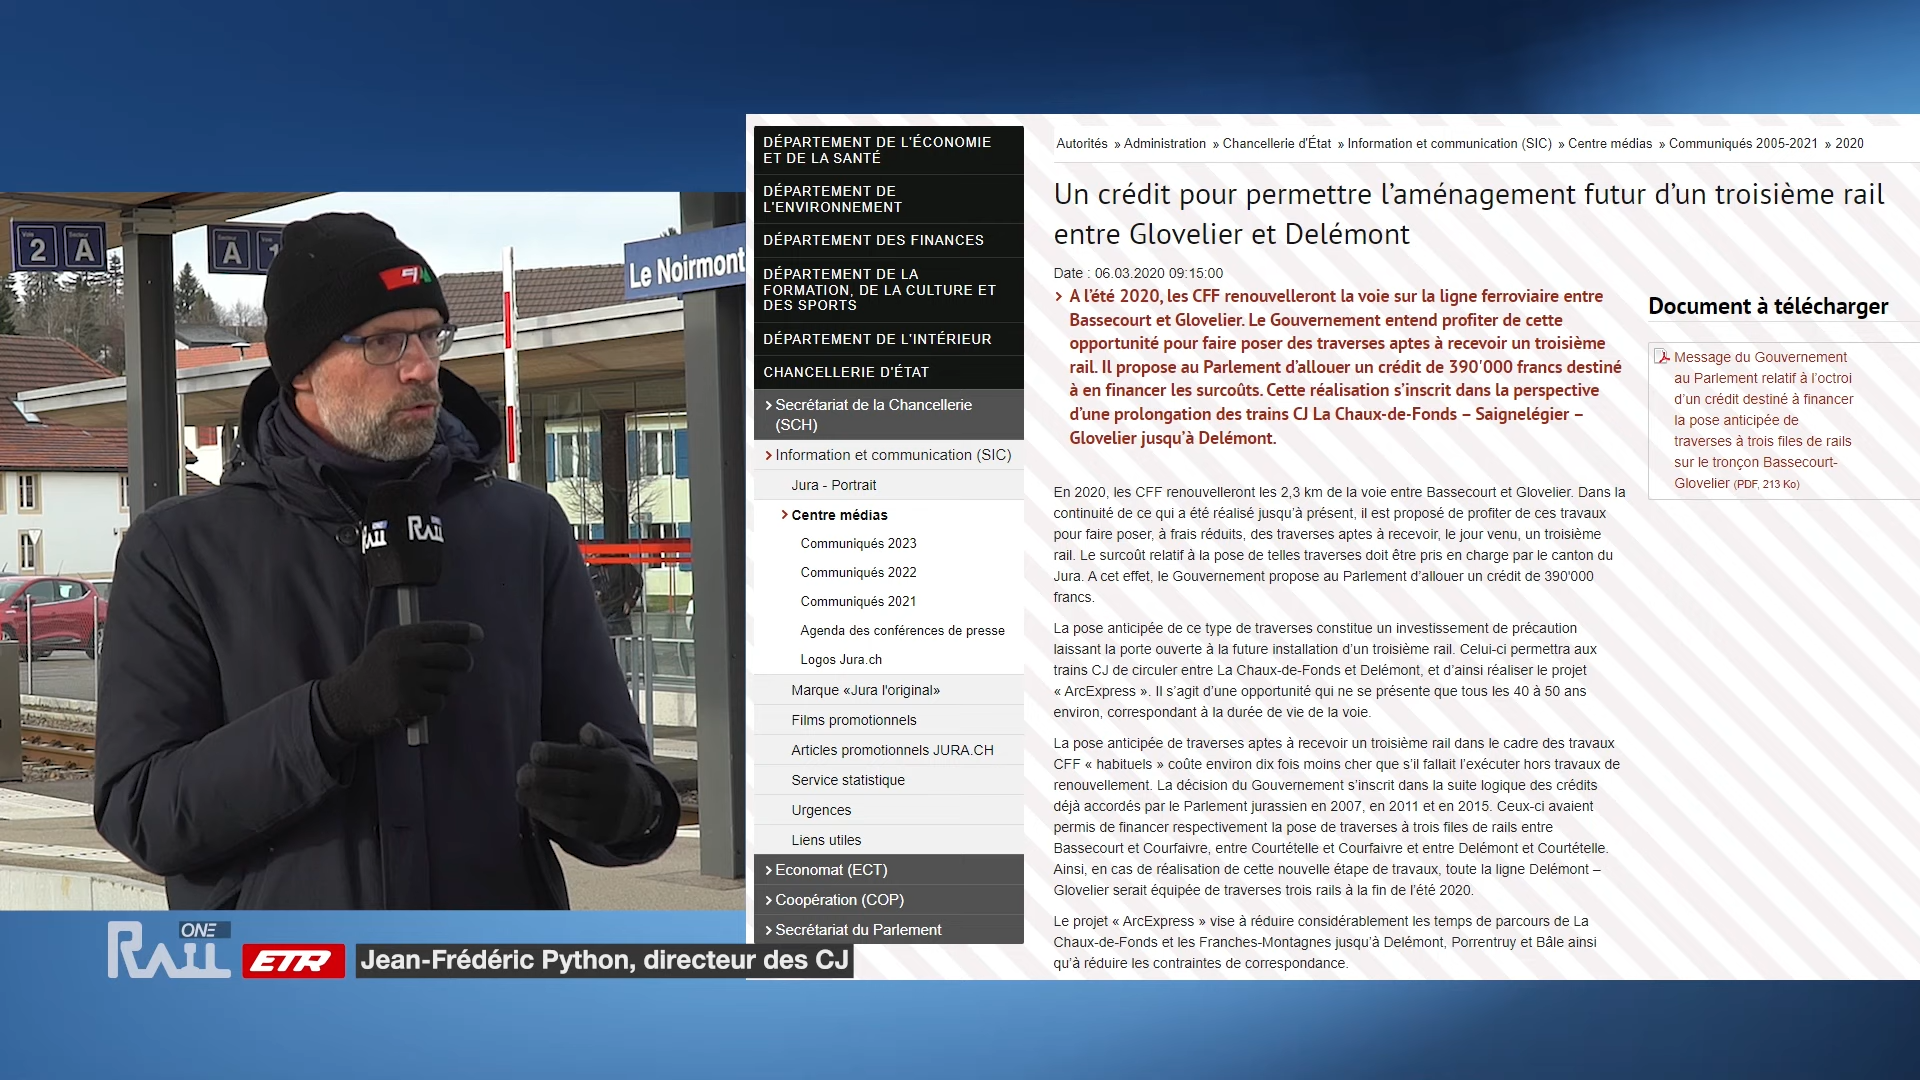 2 A
A 1
Le Noirmont
RAIL
RAIL
RAIL ONE
ETR
Jean-Frédéric Python, directeur des CJ
DÉPARTEMENT DE L'ÉCONOMIE
ET DE LA SANTÉ
DÉPARTEMENT DE
L'ENVIRONNEMENT
DÉPARTEMENT DES FINANCES
DÉPARTEMENT DE LA
FORMATION, DE LA CULTURE ET
DES SPORTS
DÉPARTEMENT DE L'INTÉRIEUR
CHANCELLERIE D'ÉTAT
Secrétariat de la Chancellerie
(SCH)
Information et communication (SIC)
Jura - Portrait
Centre médias
Communiqués 2023
Communiqués 2022
Communiqués 2021
Agenda des conférences de presse
Logos Jura.ch
Marque «Jura l'original»
Films promotionnels
Articles promotionnels JURA.CH
Service statistique
Urgences
Liens utiles
Economat (ECT)
Coopération (COP)
Secrétariat du Parlement
Autorités » Administration » Chancellerie d'État » Information et communication (SIC) » Centre médias » Communiqués 2005-2021 » 2020
Un crédit pour permettre l’aménagement futur d’un troisième rail
entre Glovelier et Delémont
Date : 06.03.2020 09:15:00
A l’été 2020, les CFF renouvelleront la voie sur la ligne ferroviaire entre
Bassecourt et Glovelier. Le Gouvernement entend profiter de cette
opportunité pour faire poser des traverses aptes à recevoir un troisième
rail. Il propose au Parlement d’allouer un crédit de 390'000 francs destiné
à en financer les surcoûts. Cette réalisation s’inscrit dans la perspective
d’une prolongation des trains CJ La Chaux-de-Fonds – Saignelégier –
Glovelier jusqu’à Delémont.
En 2020, les CFF renouvelleront les 2,3 km de la voie entre Bassecourt et Glovelier. Dans la
continuité de ce qui a été réalisé jusqu’à présent, il est proposé de profiter de ces travaux
pour faire poser, à frais réduits, des traverses aptes à recevoir, le jour venu, un troisième
rail. Le surcoût relatif à la pose de telles traverses doit être pris en charge par le canton du
Jura. A cet effet, le Gouvernement propose au Parlement d’allouer un crédit de 390'000
francs.
La pose anticipée de ce type de traverses constitue un investissement de précaution
laissant la porte ouverte à la future installation d’un troisième rail. Celui-ci permettra aux
trains CJ de circuler entre La Chaux-de-Fonds et Delémont, et d’ainsi réaliser le projet
« ArcExpress ». Il s’agit d’une opportunité qui ne se présente que tous les 40 à 50 ans
environ, correspondant à la durée de vie de la voie.
La pose anticipée de traverses aptes à recevoir un troisième rail dans le cadre des travaux
CFF « habituels » coûte environ dix fois moins cher que s’il fallait l’exécuter hors travaux de
renouvellement. La décision du Gouvernement s’inscrit dans la suite logique des crédits
déjà accordés par le Parlement jurassien en 2007, en 2011 et en 2015. Ceux-ci avaient
permis de financer respectivement la pose de traverses à trois files de rails entre
Bassecourt et Courfaivre, entre Courtételle et Courfaivre et entre Delémont et Courtételle.
Ainsi, en cas de réalisation de cette nouvelle étape de travaux, toute la ligne Delémont –
Glovelier serait équipée de traverses trois rails à la fin de l’été 2020.
Le projet « ArcExpress » vise à réduire considérablement les temps de parcours de La
Chaux-de-Fonds et les Franches-Montagnes jusqu’à Delémont, Porrentruy et Bâle ainsi
qu’à réduire les contraintes de correspondance.
Document à télécharger
Message du Gouvernement
au Parlement relatif à l’octroi
d’un crédit destiné à financer
la pose anticipée de
traverses à trois files de rails
sur le tronçon Bassecourt-
Glovelier (PDF, 213 Ko)